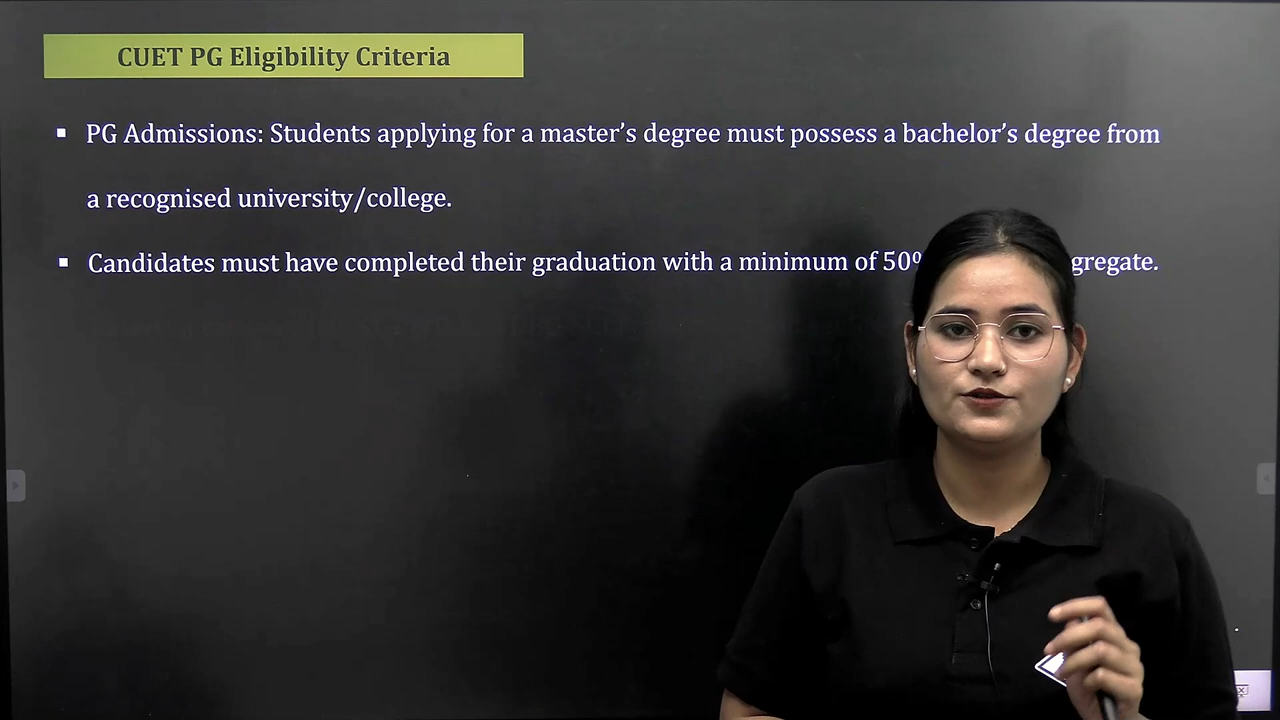 CUET PG Eligibility Criteria
▪ PG Admissions: Students applying for a master’s degree must possess a bachelor’s degree from
a recognised university/college.
▪ Candidates must have completed their graduation with a minimum of 50% gregate.